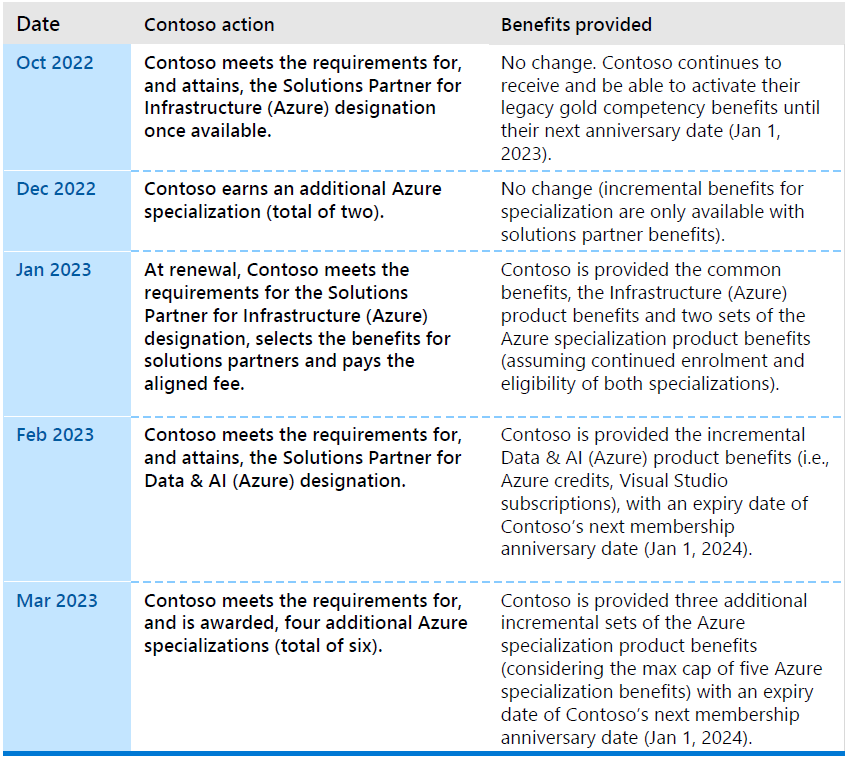 Date Contoso action Benefits provided
Oct 2022
Contoso meets the requirements for,
and attains, the Solutions Partner for
Infrastructure (Azure) designation
once available.
No change. Contoso continues to
receive and be able to activate their
legacy gold competency benefits until
their next anniversary date (Jan 1,
2023).
Dec 2022
Contoso earns an additional Azure
specialization (total of two).
No change (incremental benefits for
specialization are only available with
solutions partner benefits).
Jan 2023
At renewal, Contoso meets the
requirements for the Solutions
Partner for Infrastructure (Azure)
designation, selects the benefits for
solutions partners and pays the
aligned fee.
Contoso is provided the common
benefits, the Infrastructure (Azure)
product benefits and two sets of the
Azure specialization product benefits
(assuming continued enrolment and
eligibility of both specializations).
Feb 2023
Contoso meets the requirements for,
and attains, the Solutions Partner for
Data & AI (Azure) designation.
Contoso is provided the incremental
Data & AI (Azure) product benefits (i.e.,
Azure credits, Visual Studio
subscriptions), with an expiry date of
Contoso’s next membership
anniversary date (Jan 1, 2024).
Mar 2023
Contoso meets the requirements for,
and is awarded, four additional Azure
specializations (total of six).
Contoso is provided three additional
incremental sets of the Azure
specialization product benefits
(considering the max cap of five Azure
specialization benefits) with an expiry
date of Contoso’s next membership
anniversary date (Jan 1, 2024).